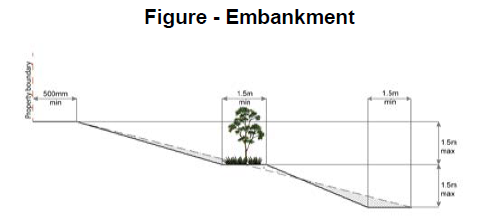 Figure - Embankment
Property boundary
500mm
min
1.5m
min
1.5m
min
1.5m
max
1.5m
max